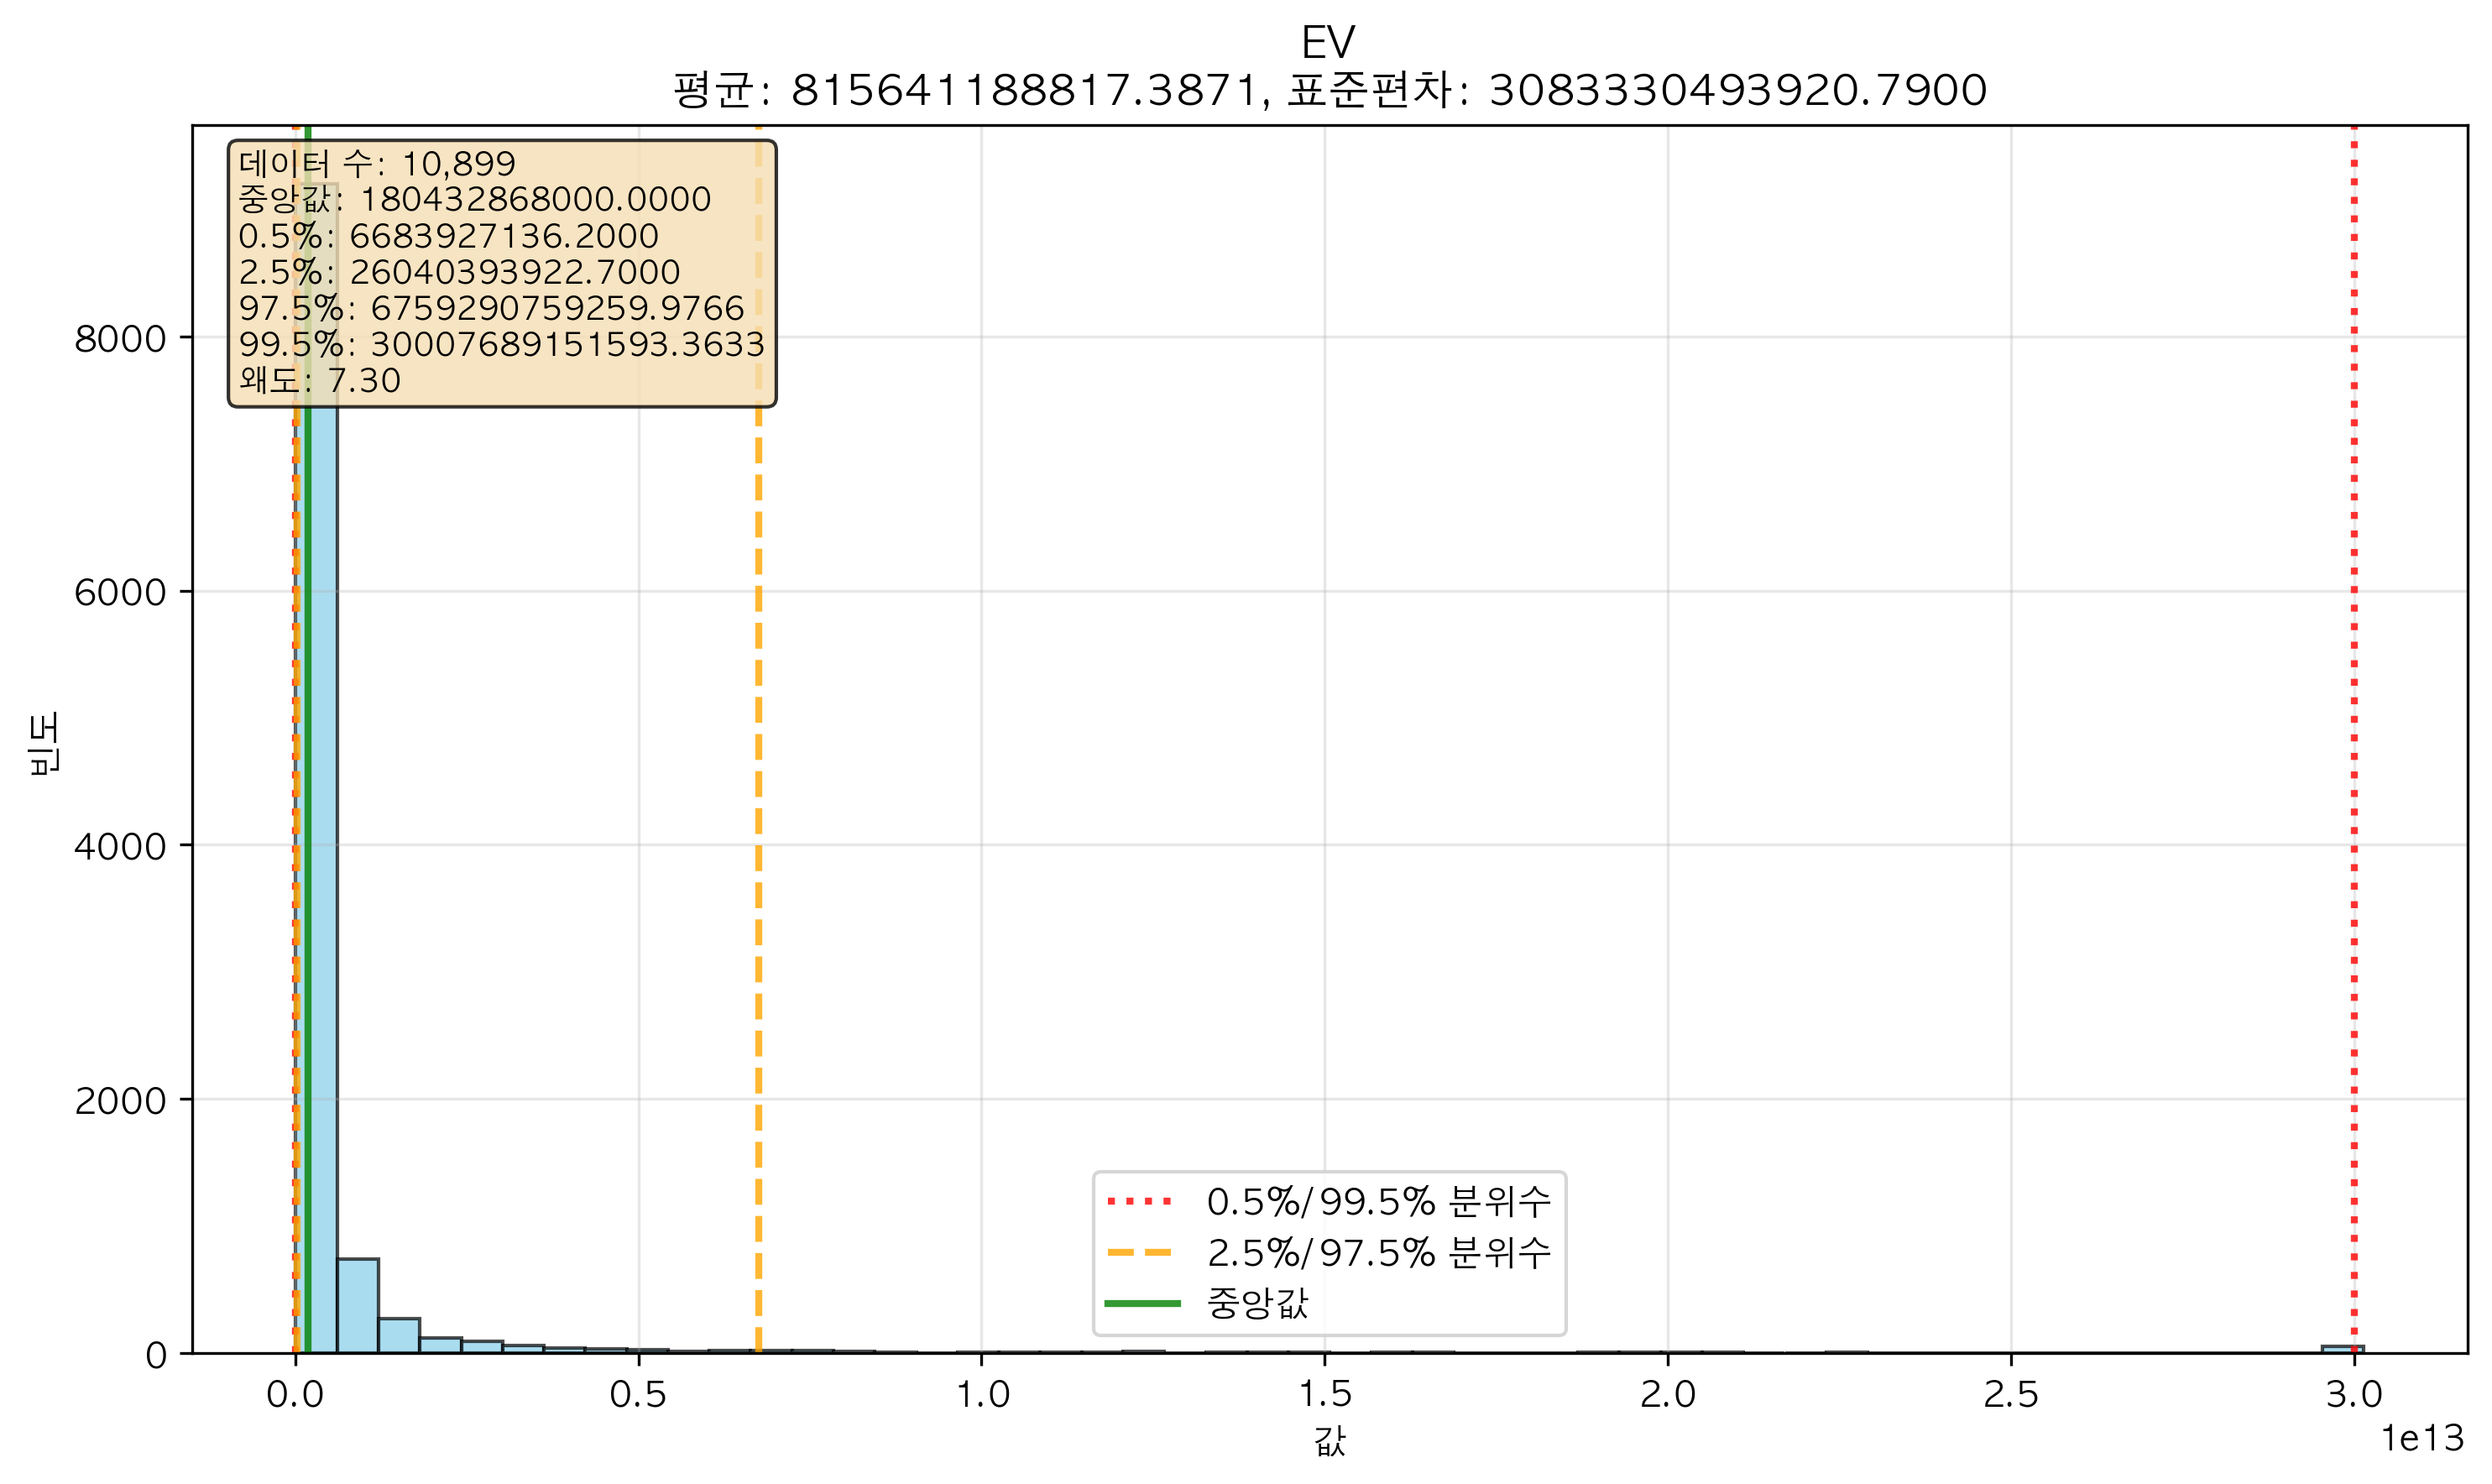 EV
평균: 815641188817.3871, 표준편차: 3083330493920.7900
데이터 수: 10,899
중앙값: 180432868000.0000
0.5%: 6683927136.2000
2.5%: 26040393922.7000
97.5%: 6759290759259.9766
99.5%: 30007689151593.3633
왜도: 7.30
빈도
8000
6000
4000
2000
0
0.5%/99.5% 분위수
2.5%/97.5% 분위수
중앙값
0.0 0.5 1.0 1.5 2.0 2.5 3.0
1e13
값